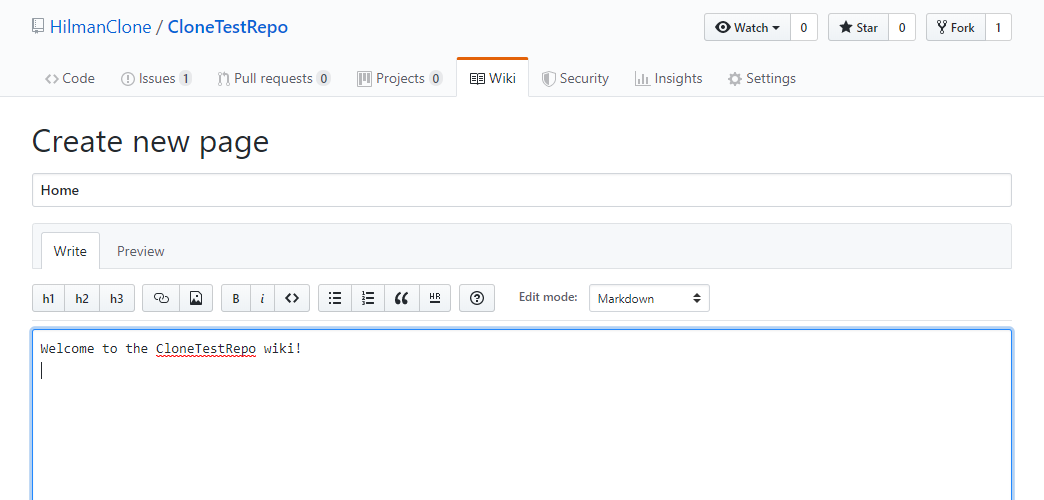 HilmanClone / CloneTestRepo
Watch 0 Star 0 Fork 1
Code Issues 1 Pull requests 0 Projects 0 Wiki Security Insights Settings
Create new page
Home
Write Preview
h1 h2 h3 B i HR Edit mode: Markdown
Welcome to the CloneTestRepo wiki!